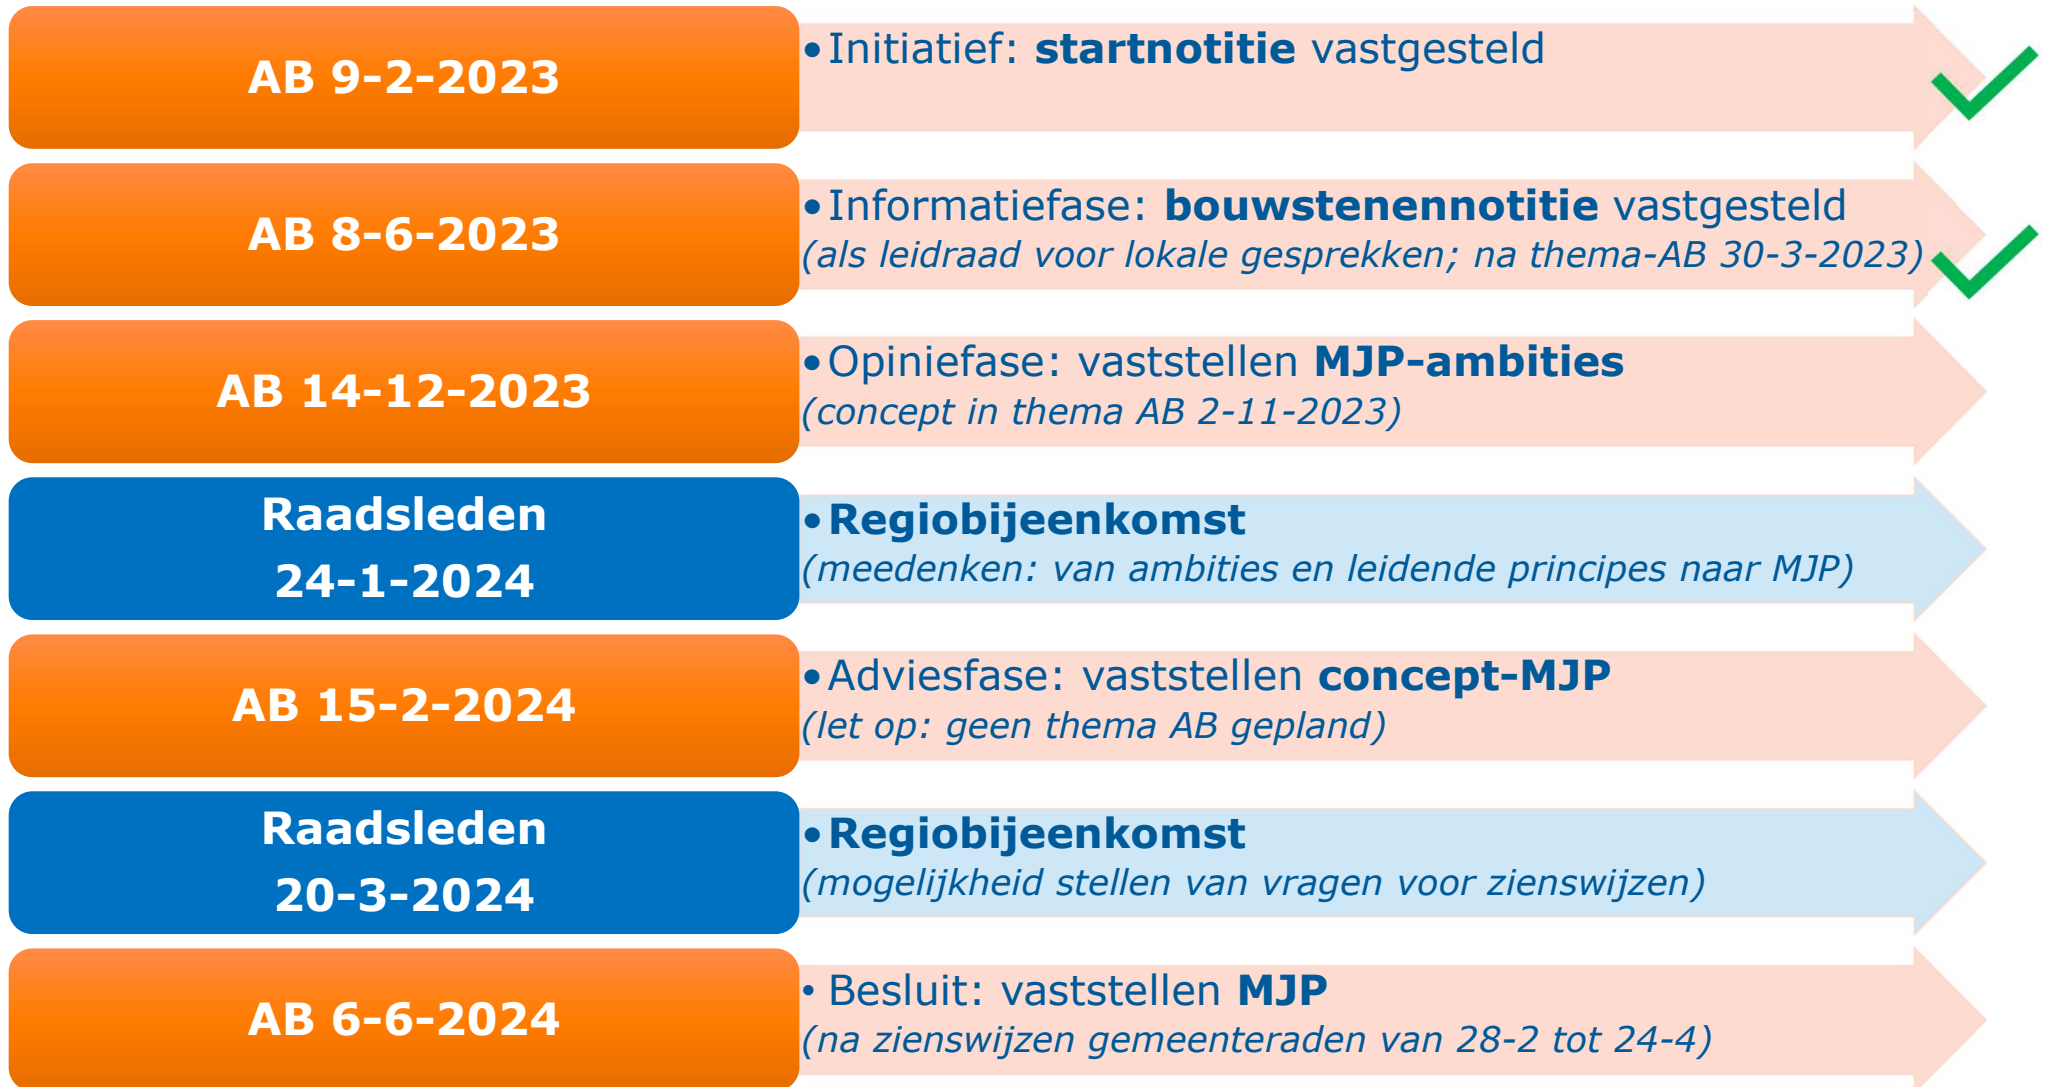 AB 9-2-2023
•Initiatief: startnotitie vastgesteld
AB 8-6-2023
•Informatiefase: bouwstenennotitie vastgesteld
(als leidraad voor lokale gesprekken; na thema-AB 30-3-2023)
AB 14-12-2023
•Opiniefase: vaststellen MJP-ambities
(concept in thema AB 2-11-2023)
Raadsleden
24-1-2024
•Regiobijeenkomst
(meedenken: van ambities en leidende principes naar MJP)
AB 15-2-2024
•Adviesfase: vaststellen concept-MJP
(let op: geen thema AB gepland)
Raadsleden
20-3-2024
•Regiobijeenkomst
(mogelijkheid stellen van vragen voor zienswijzen)
AB 6-6-2024
• Besluit: vaststellen MJP
(na zienswijzen gemeenteraden van 28-2 tot 24-4)